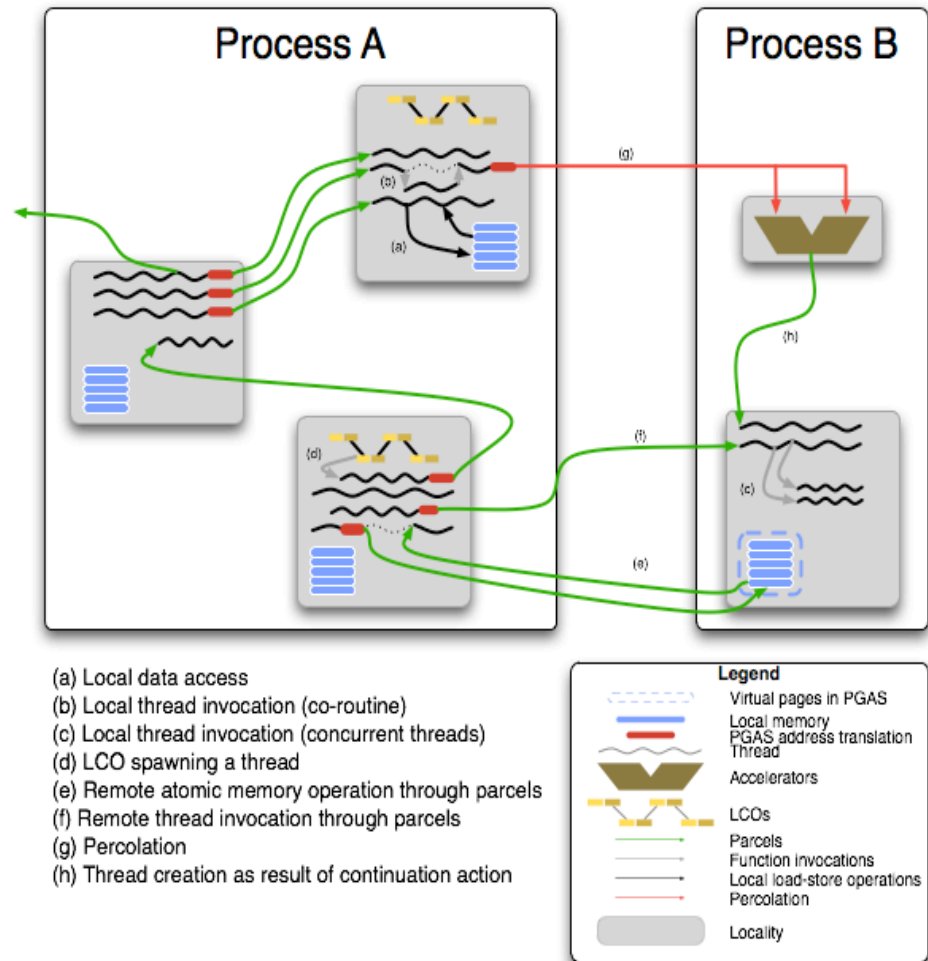 Process A
Process B
(g)
(b)
(a)
(h)
(d)
(f)
(c)
(e)
(a) Local data access
(b) Local thread invocation (co-routine)
(c) Local thread invocation (concurrent threads)
(d) LCO spawning a thread
(e) Remote atomic memory operation through parcels
(f) Remote thread invocation through parcels
(g) Percolation
(h) Thread creation as result of continuation action
Legend
Virtual pages in PGAS
Local memory
PGAS address translation
Thread
Accelerators
LCOs
Parcels
Function invocations
Local load-store operations
Percolation
Locality